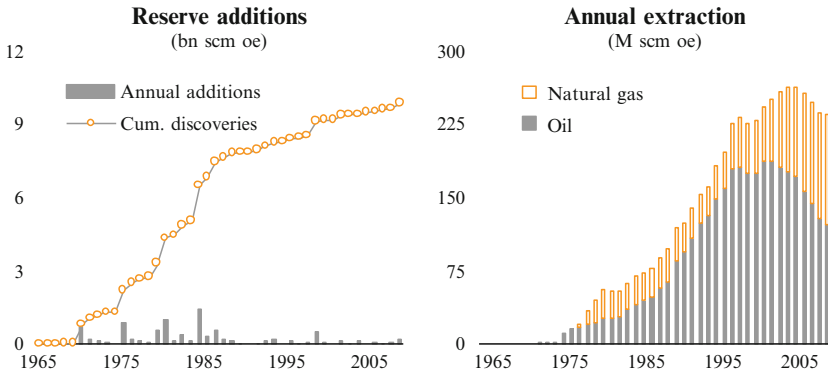 Reserve additions
(bn scm oe)
12
9
6
3
0
Annual additions
Cum. discoveries
1965 1975 1985 1995 2005
Annual extraction
(M scm oe)
300
225
150
75
0
Natural gas
Oil
1965 1975 1985 1995 2005